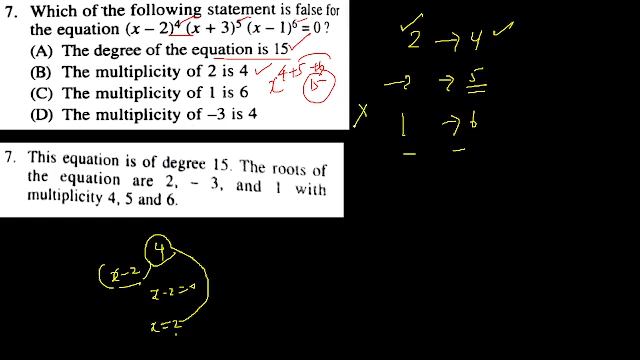 7. Which of the following statement is false for
the equation (x − 2)⁴ (x + 3)⁵ (x − 1)⁶ = 0?
(A) The degree of the equation is 15
(B) The multiplicity of 2 is 4
(C) The multiplicity of 1 is 6
(D) The multiplicity of −3 is 4
x 4+5+6
15
2 → 4
→ 5
1 → 6
7. This equation is of degree 15. The roots of
the equation are 2, − 3, and 1 with
multiplicity 4, 5 and 6.
(x−2) 4
x−2=0
x=2